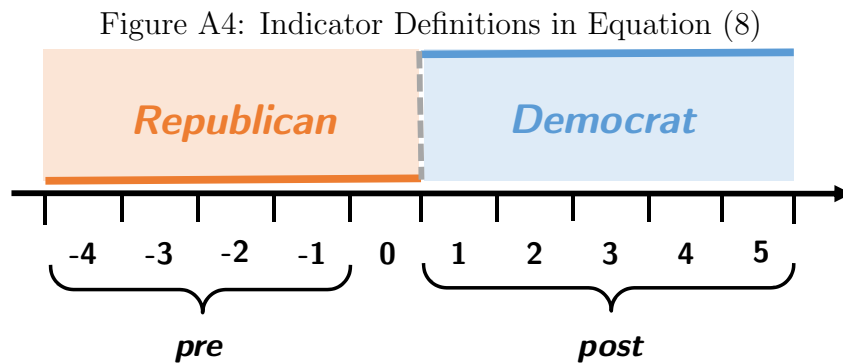 Figure A4: Indicator Definitions in Equation (8)
Republican Democrat
-4 -3 -2 -1 0 1 2 3 4 5
pre post